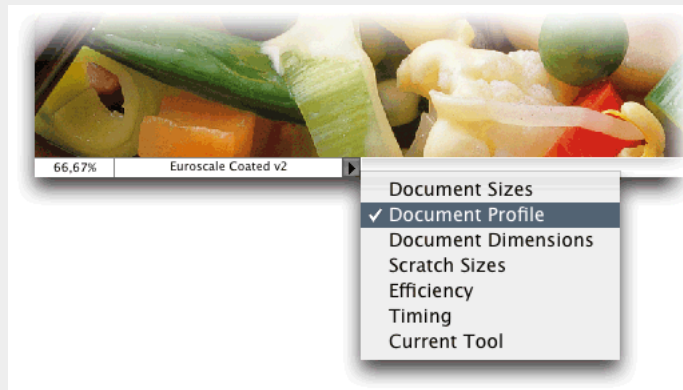 66,67% Euroscale Coated v2
Document Sizes
✓ Document Profile
Document Dimensions
Scratch Sizes
Efficiency
Timing
Current Tool